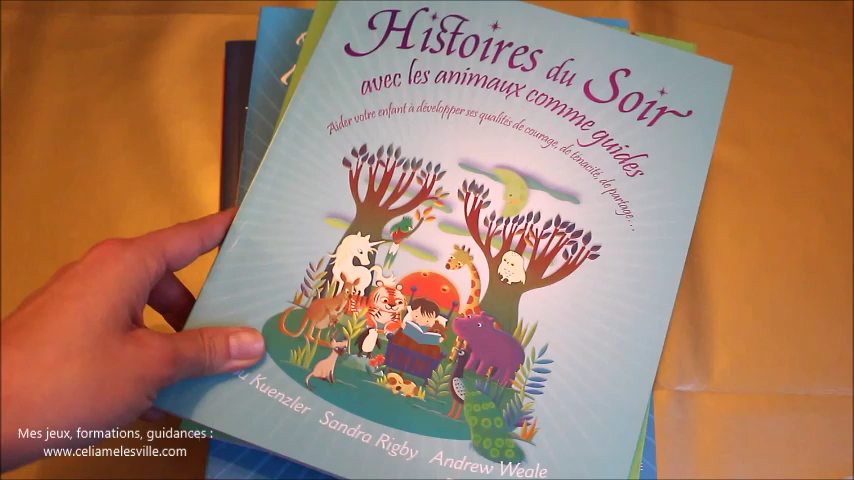 Histoires du Soir
avec les animaux comme guides
Aider votre enfant à développer ses qualités de courage, de ténacité, de partage...
Kuenzler Sandra Rigby Andrew Weale
Mes jeux, formations, guidances :
www.celiamelesville.com